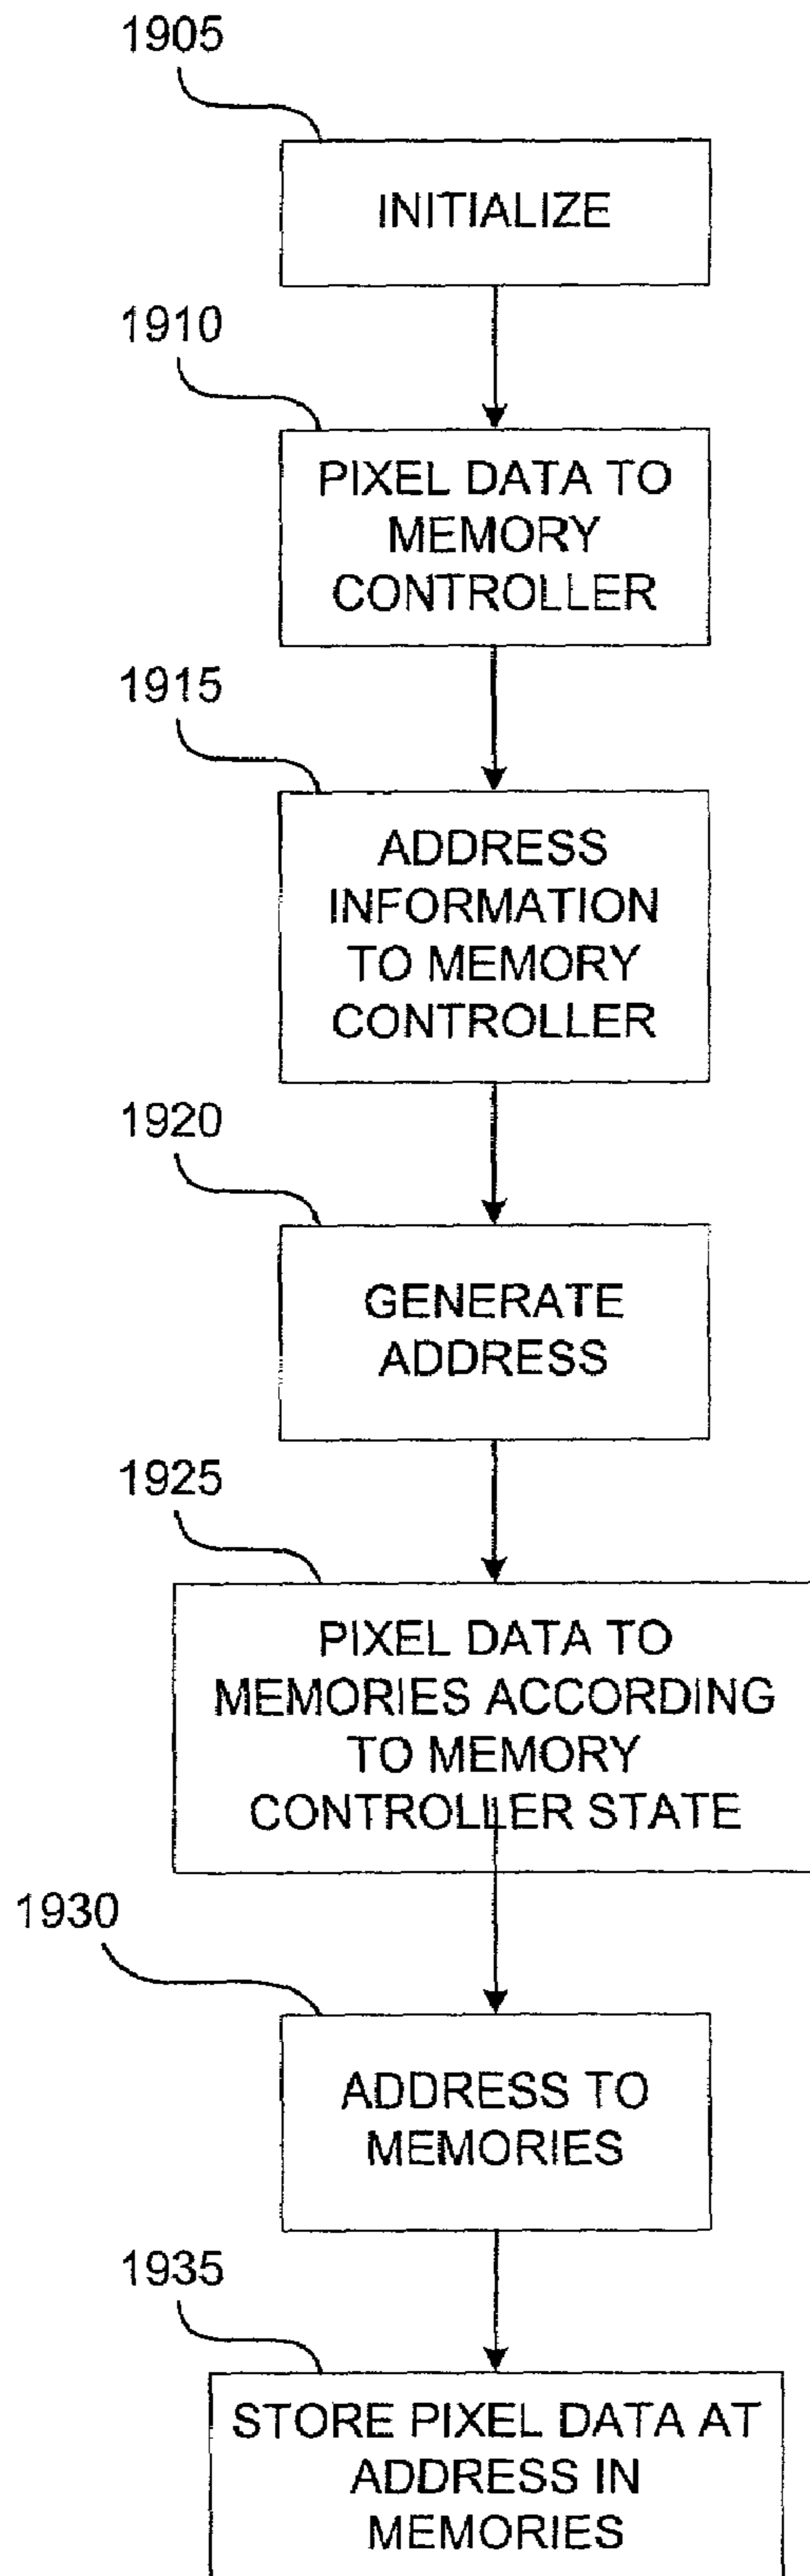 1905
INITIALIZE
1910
PIXEL DATA TO
MEMORY
CONTROLLER
1915
ADDRESS
INFORMATION
TO MEMORY
CONTROLLER
1920
GENERATE
ADDRESS
1925
PIXEL DATA TO
MEMORIES ACCORDING
TO MEMORY
CONTROLLER STATE
1930
ADDRESS TO
MEMORIES
1935
STORE PIXEL DATA AT
ADDRESS IN
MEMORIES